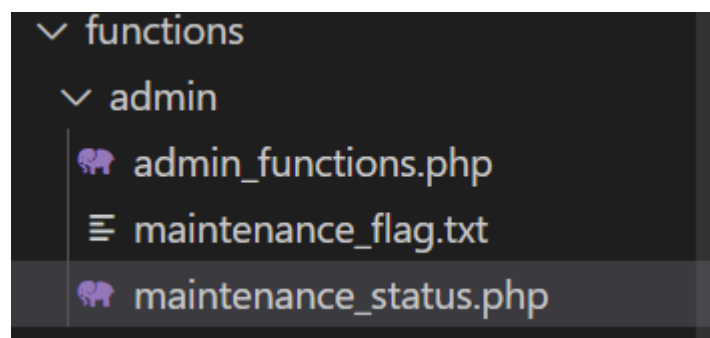 functions
admin
admin_functions.php
maintenance_flag.txt
maintenance_status.php